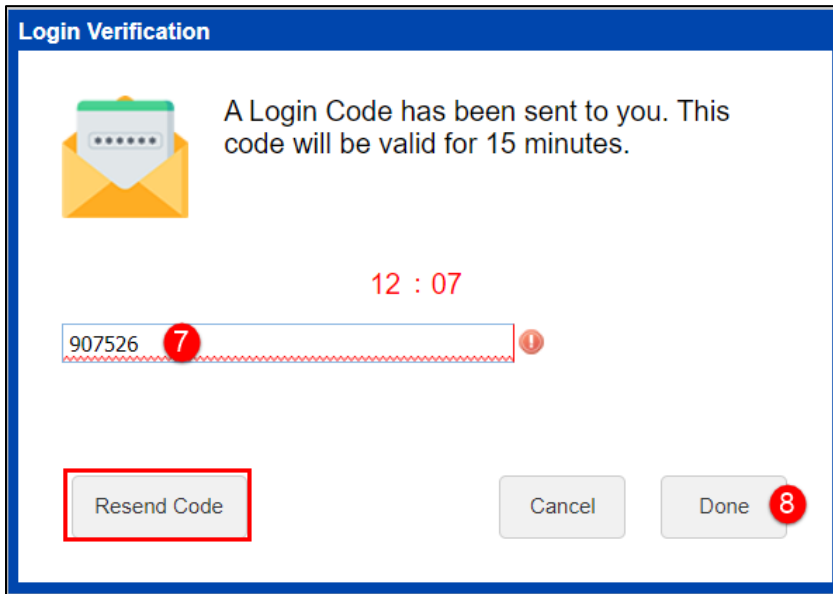 Login Verification
A Login Code has been sent to you. This
code will be valid for 15 minutes.
12 : 07
907526 7
Resend Code Cancel Done 8